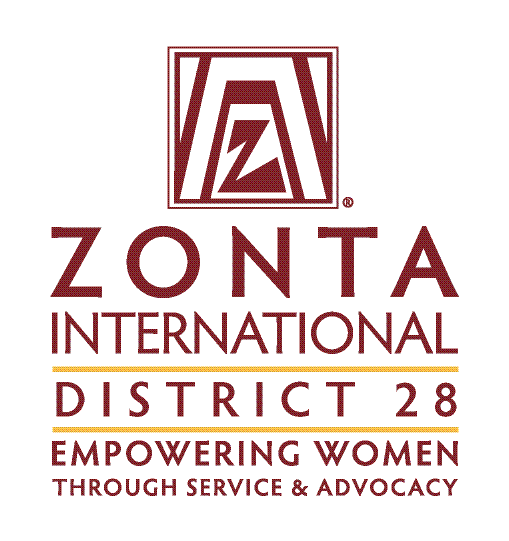 ®
ZONTA
INTERNATIONAL
DISTRICT 28
EMPOWERING WOMEN
THROUGH SERVICE & ADVOCACY